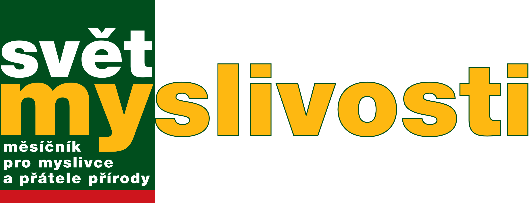 svět
myslivosti
měsíčník
pro myslivce
a přátele přírody